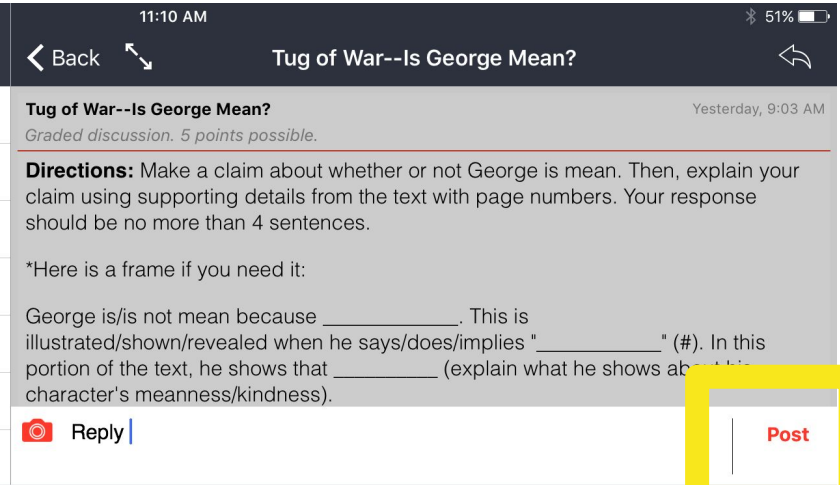 11:10 AM 51%
Back Tug of War--Is George Mean?
Tug of War--Is George Mean? Yesterday, 9:03 AM
Graded discussion. 5 points possible.
Directions: Make a claim about whether or not George is mean. Then, explain your
claim using supporting details from the text with page numbers. Your response
should be no more than 4 sentences.
*Here is a frame if you need it:
George is/is not mean because ____________. This is
illustrated/shown/revealed when he says/does/implies "___________" (#). In this
portion of the text, he shows that _________ (explain what he shows about his
character's meanness/kindness).
Reply Post